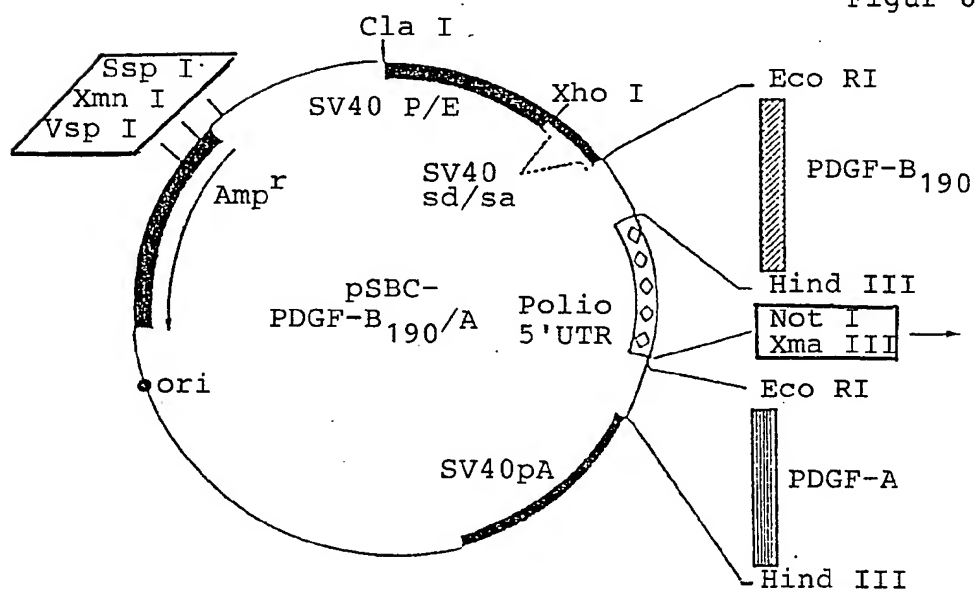 Figur 6
Cla I
Ssp I
Xmn I
Vsp I
SV40 P/E
Xho I
Eco RI
SV40
sd/sa
PDGF-B190
Ampr
Hind III
pSBC-
PDGF-B190/A
Polio
5'UTR
Not I
Xma III
ori
Eco RI
SV40pA
PDGF-A
Hind III